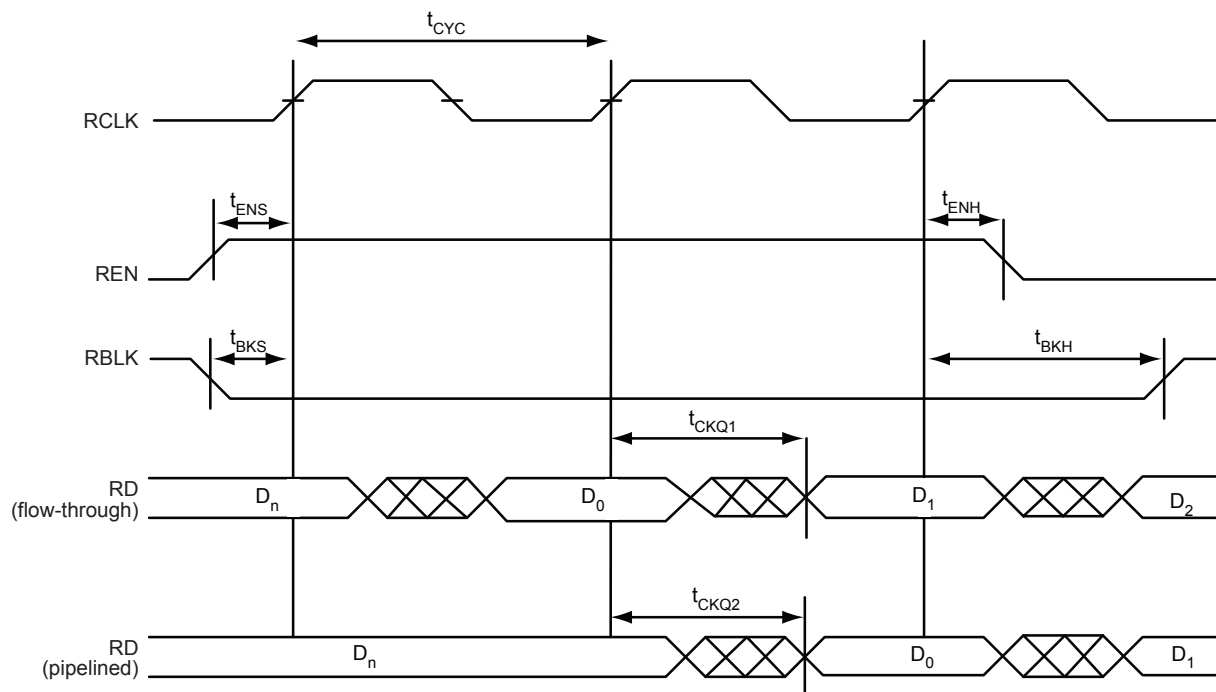 tCYC
RCLK
tENS
tENH
REN
tBKS
RBLK
tBKH
tCKQ1
RD
(flow-through)
Dn
D0
D1
D2
tCKQ2
RD
(pipelined)
Dn
D0
D1